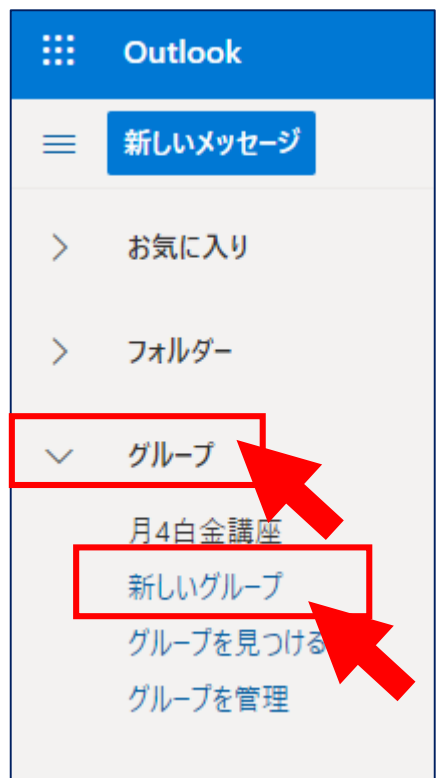 Outlook
新しいメッセージ
お気に入り
フォルダー
グループ
月4白金講座
新しいグループ
グループを見つける
グループを管理